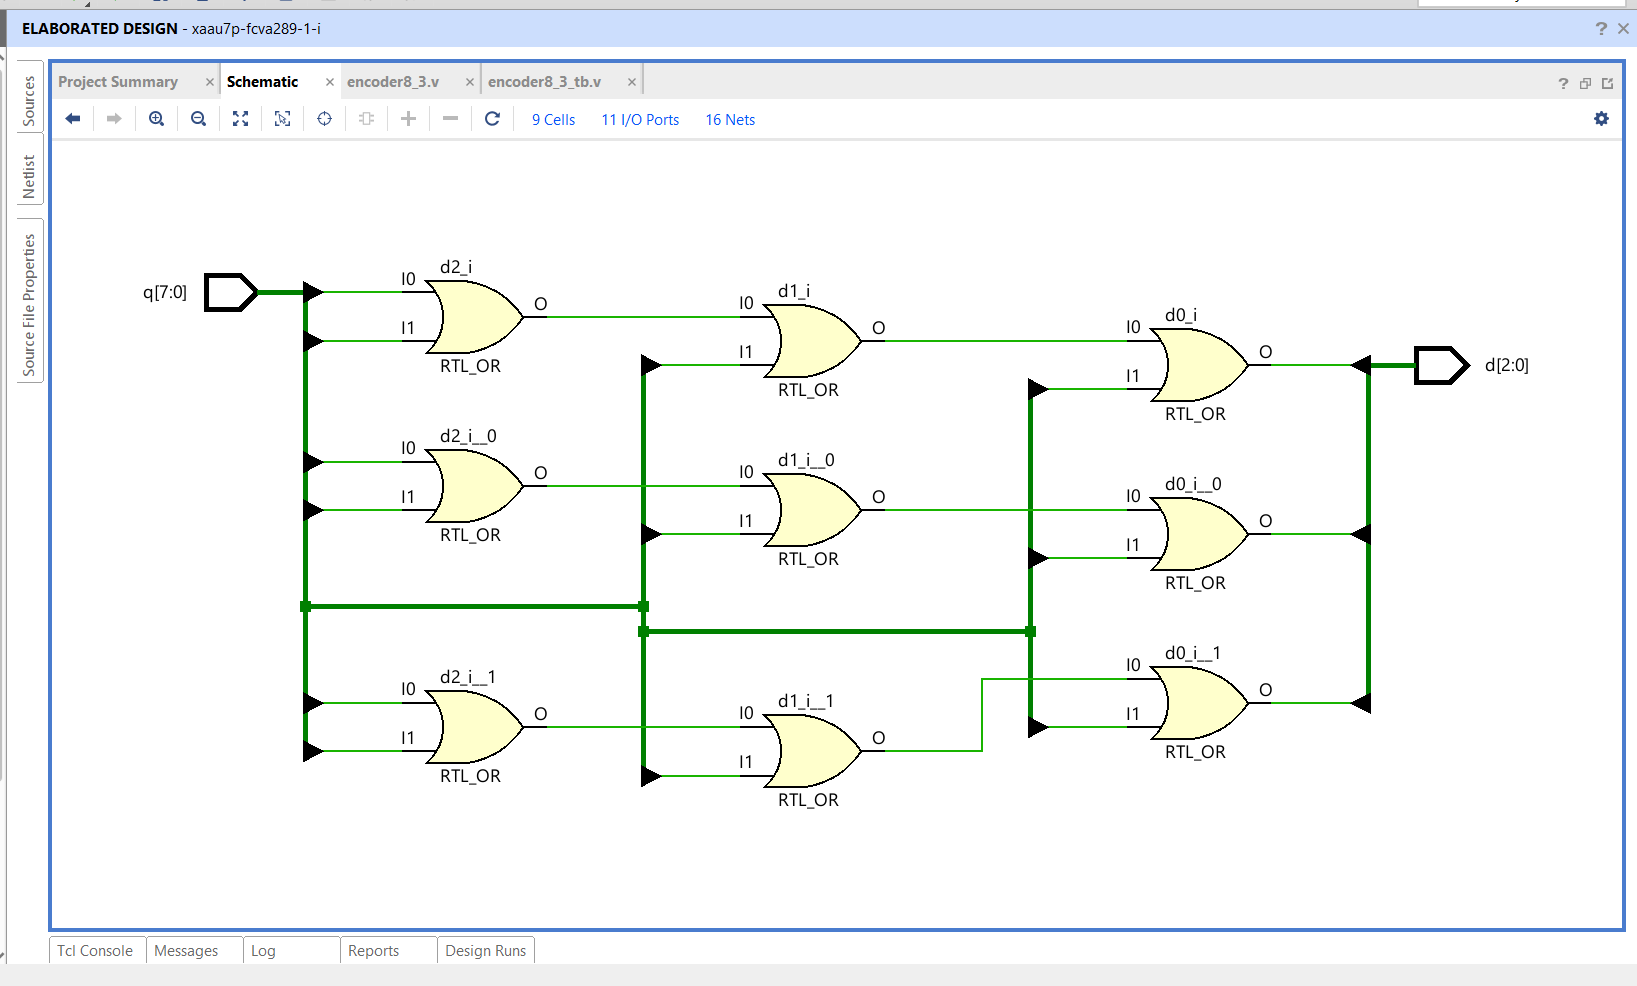 ELABORATED DESIGN - xaau7p-fcva289-1-i
? ×
Sources
Netlist
Source File Properties
Project Summary × Schematic × encoder8_3.v × encoder8_3_tb.v ×
?
9 Cells 11 I/O Ports 16 Nets
q[7:0]
d2_i
I0
I1
O
RTL_OR
d1_i
I0
I1
O
RTL_OR
d0_i
I0
I1
O
RTL_OR
d[2:0]
d2_i__0
I0
I1
O
RTL_OR
d1_i__0
I0
I1
O
RTL_OR
d0_i__0
I0
I1
O
RTL_OR
d2_i__1
I0
I1
O
RTL_OR
d1_i__1
I0
I1
O
RTL_OR
d0_i__1
I0
I1
O
RTL_OR
Tcl Console Messages Log Reports Design Runs